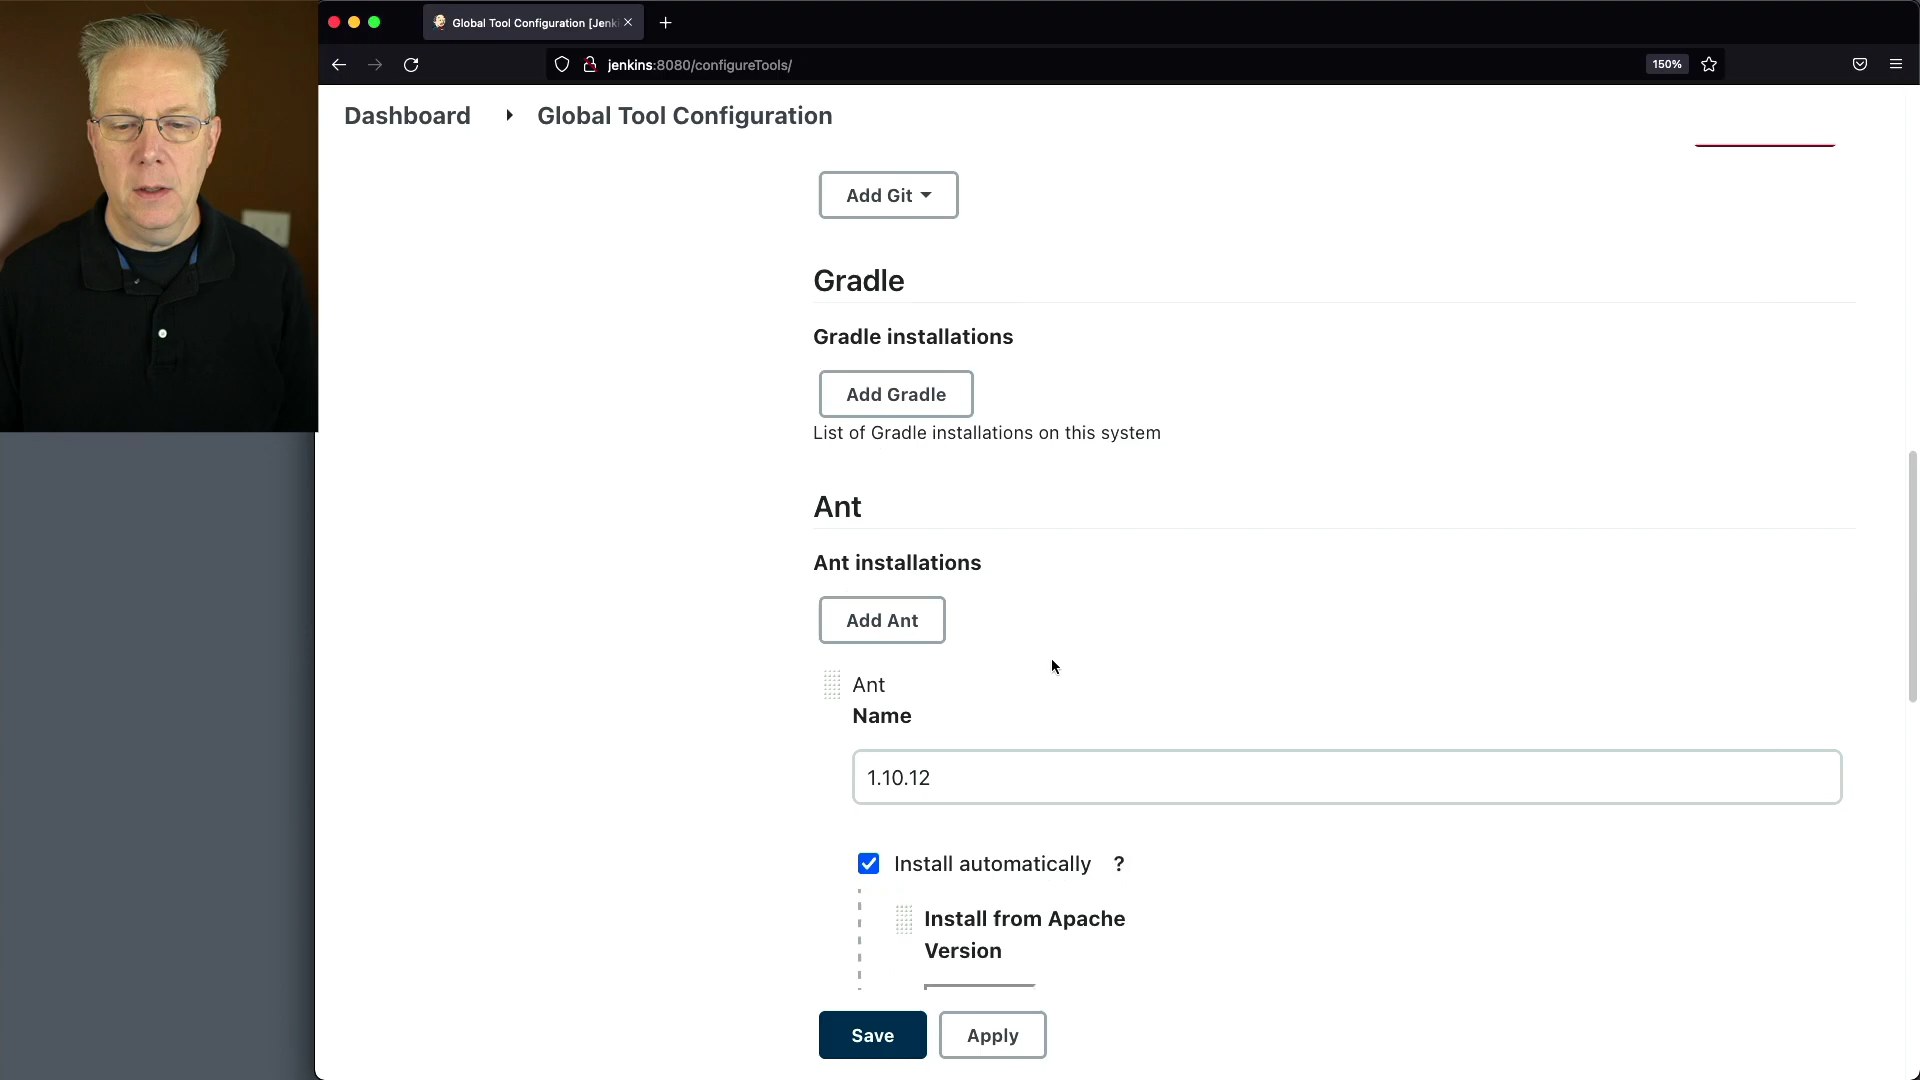 Global Tool Configuration [Jenki
jenkins:8080/configureTools/
150%
Dashboard Global Tool Configuration
Add Git
Gradle
Gradle installations
Add Gradle
List of Gradle installations on this system
Ant
Ant installations
Add Ant
Ant
Name
1.10.12
Install automatically ?
Install from Apache
Version
Save Apply